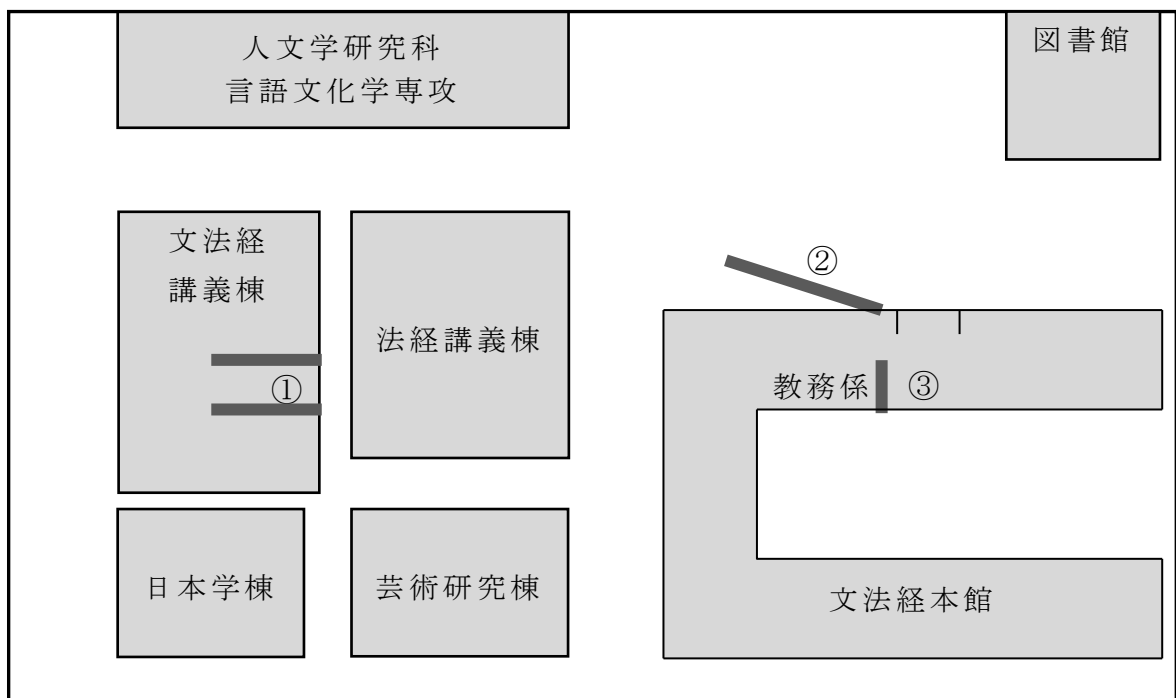 人文学研究科
言語文化学専攻
図書館
文法経
講義棟
②
法経講義棟
①
教務係
③
日本学棟
芸術研究棟
文法経本館